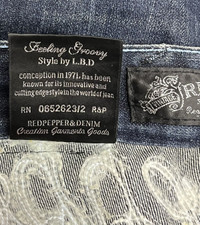 Feeling Groovy
Style by L.B.D
conception in 1971. has been
known for its innovative and
cutting edge style in the world of jean.
RN 0652623/2 R&P
REDPEPPER&DENIM
Creation Garments Goods
R